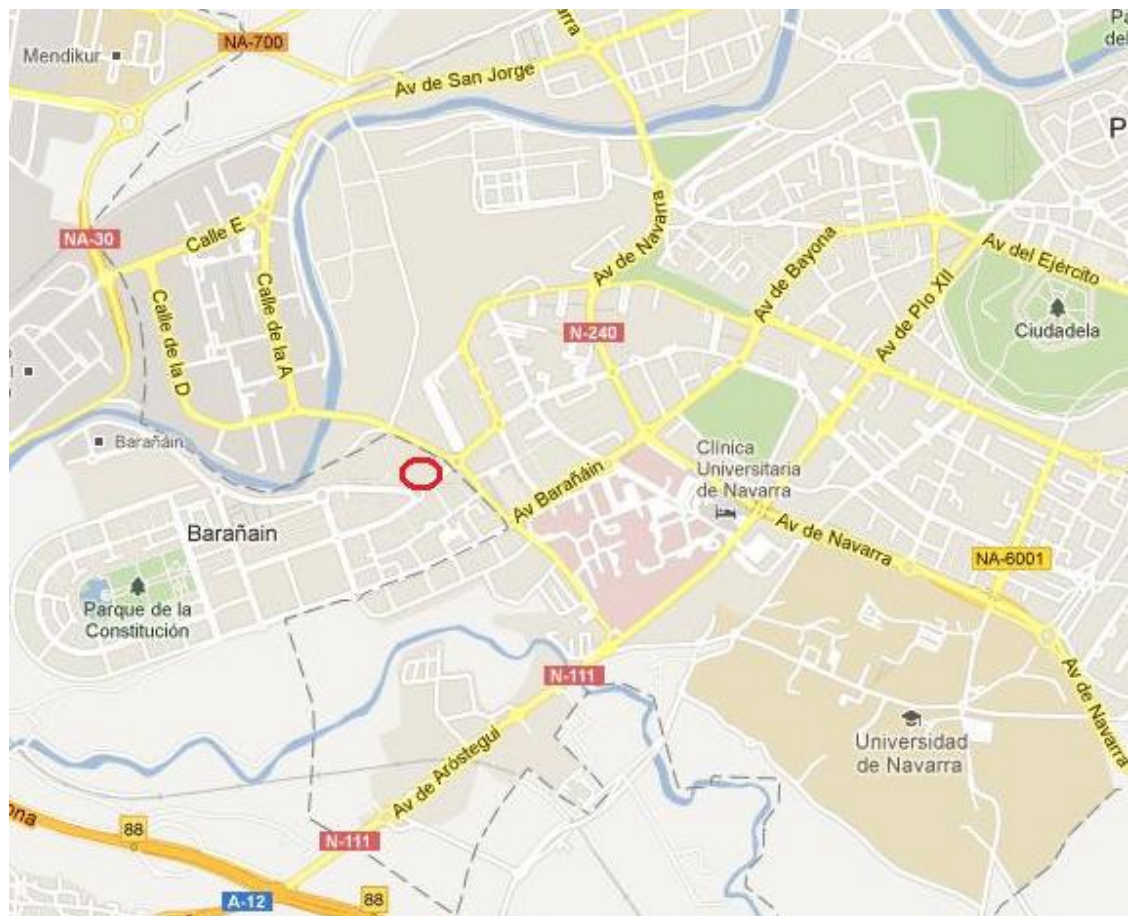 Mendikur
NA-700
Av de San Jorge
Navarra
Pa
del
P
Calle E
NA-30
Calle de la D
Calle de la A
Av de Navarra
Av de Bayona
Av del Ejército
Av de Pío XII
N-240
Ciudadela
Barañáin
Clínica
Universitaria
de Navarra
Av Barañáin
Barañain
Av de Navarra
NA-6001
Parque de la
Constitución
N-111
Av de Navarra
Universidad
de Navarra
Av de Aróstegui
ona
88
N-111
A-12
88